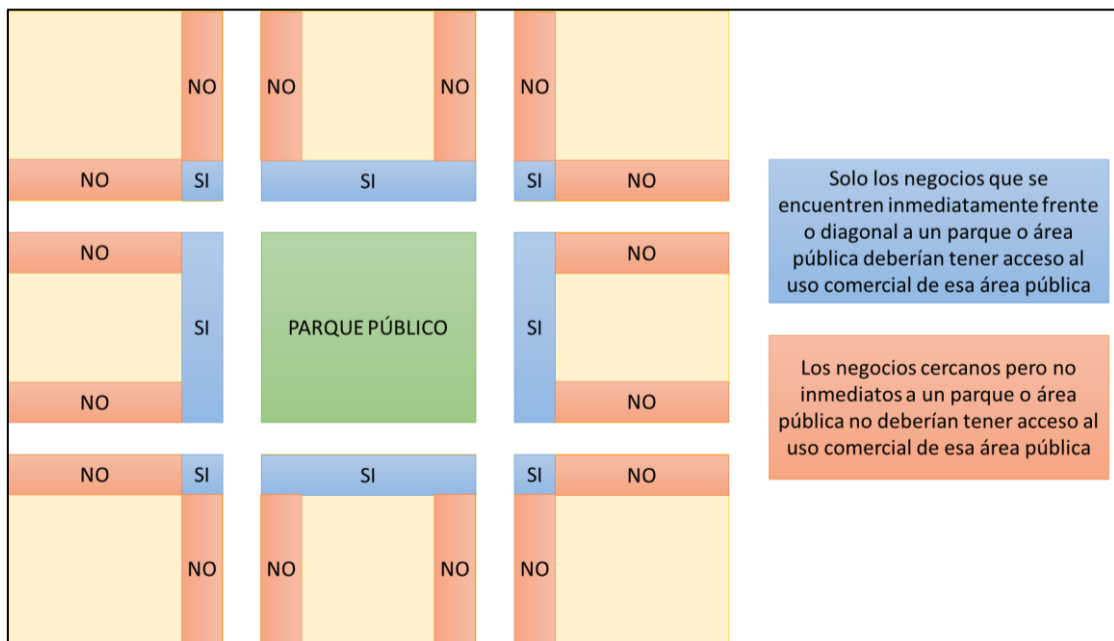 NO
NO
NO
NO
NO
SI
SI
SI
NO
NO
SI
PARQUE PÚBLICO
SI
NO
NO
NO
NO
SI
SI
SI
NO
NO
NO
NO
NO
Solo los negocios que se
encuentren inmediatamente frente
o diagonal a un parque o área
pública deberían tener acceso al
uso comercial de esa área pública
Los negocios cercanos pero no
inmediatos a un parque o área
pública no deberían tener acceso al
uso comercial de esa área pública